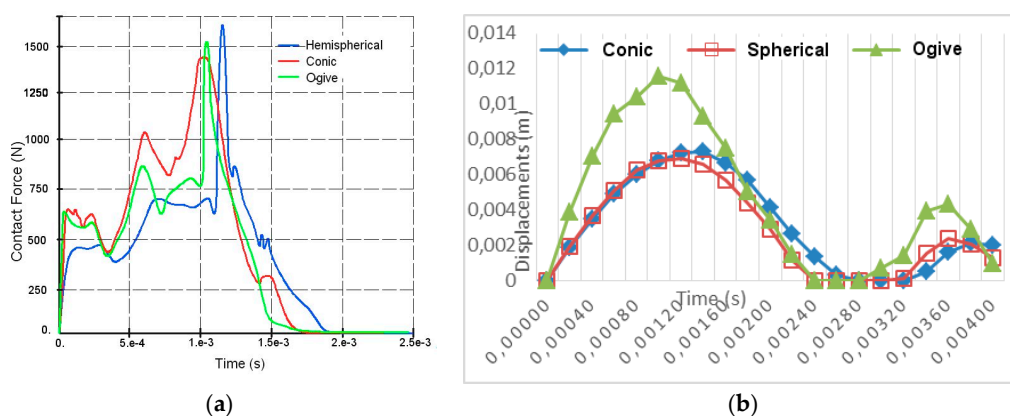 1500
1250
1000
750
500
250
0.
Contact Force (N)
Hemispherical
Conic
Ogive
0.
5.e-4
1.e-3
1.5e-3
2.e-3
2.5e-3
Time (s)
(a)
0,014
0,012
0,01
0,008
0,006
0,004
0,002
0
Displacements (m)
Conic
Spherical
Ogive
Time (s)
0,00000
0,00040
0,00080
0,00120
0,00160
0,00200
0,00240
0,00280
0,00320
0,00360
0,00400
(b)